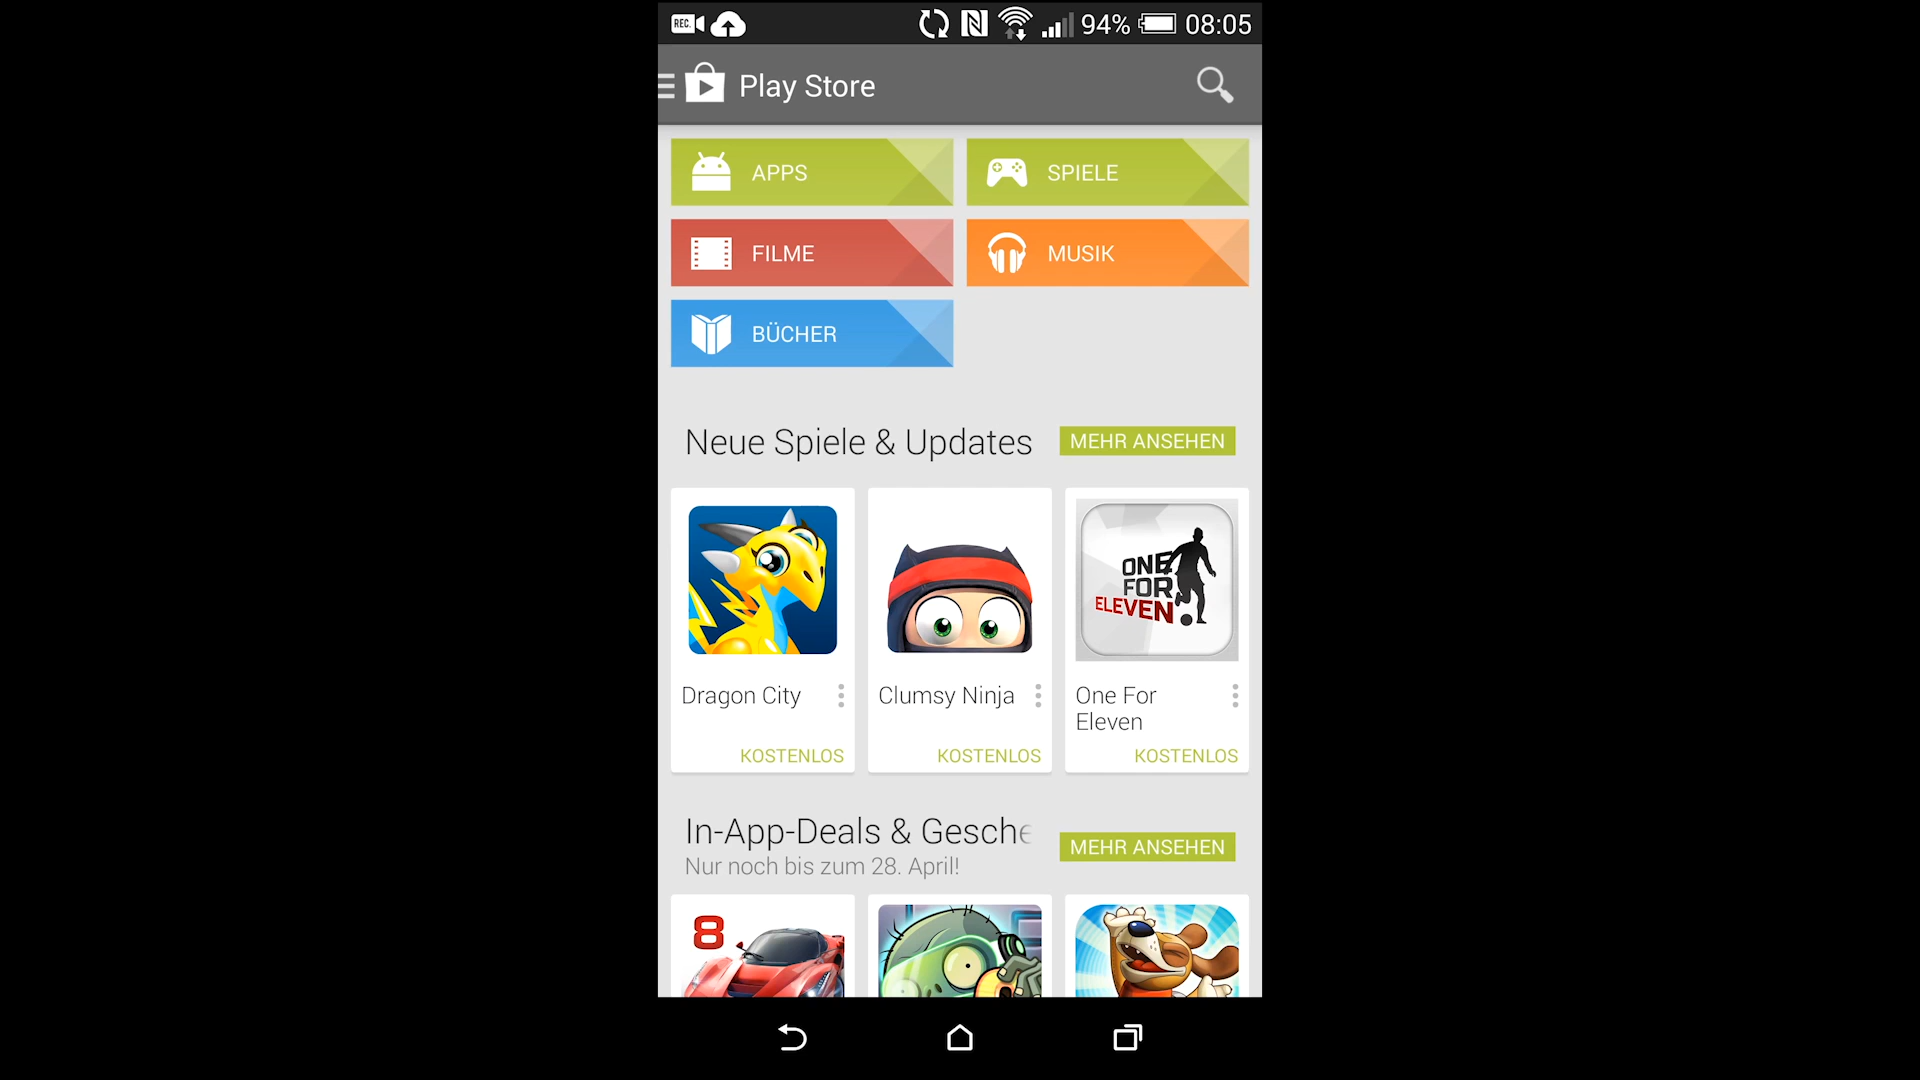 REC. 94% 08:05
Play Store
APPS SPIELE
FILME MUSIK
BÜCHER
Neue Spiele & Updates MEHR ANSEHEN
ONE
FOR
ELEVEN
Dragon City Clumsy Ninja One For
Eleven
KOSTENLOS KOSTENLOS KOSTENLOS
In-App-Deals & Gesche MEHR ANSEHEN
Nur noch bis zum 28. April!
8